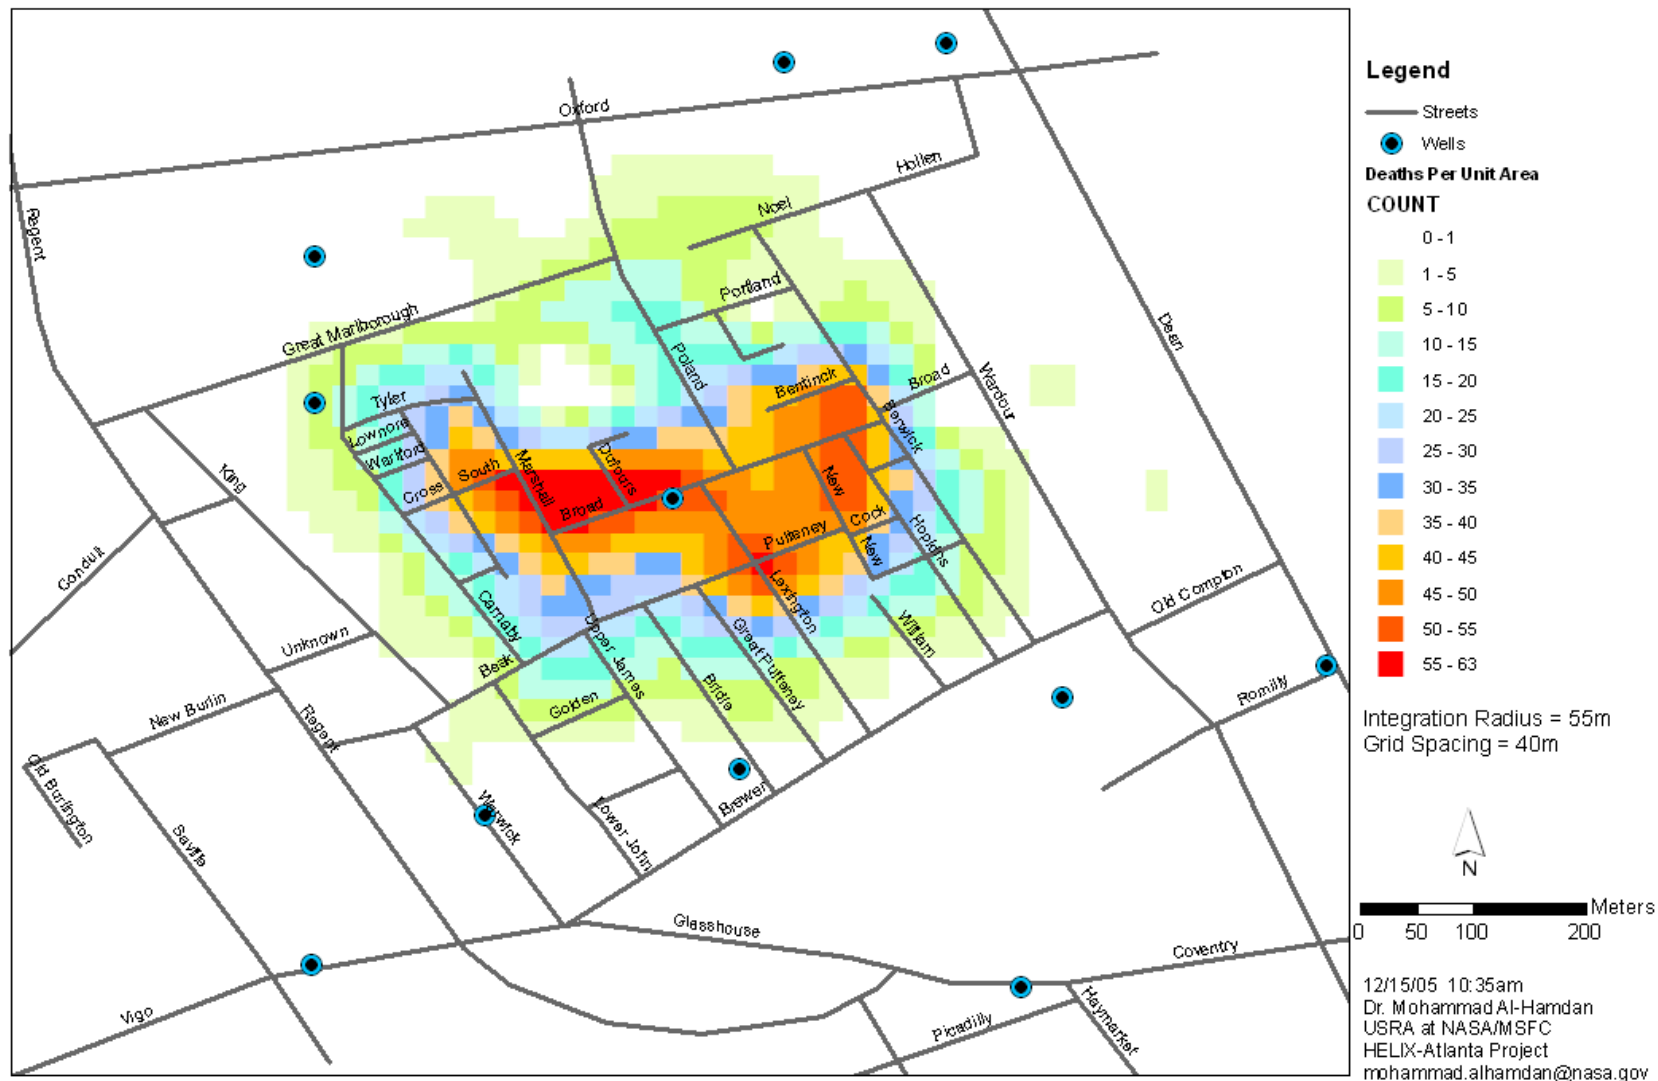 Oxford
Hollen
Noel
Regent
Portland
Great Marlborough
Dean
Poland
Bentinck
Broad
Wardour
Tyler
Berwick
Lownore
Warlford
South
Marshall
Dufours
King
Cross
New
Broad
Cock
Pulteney
Hopkins
New
Conduit
Old Compton
Lexington
Carnaby
William
Unknown
Upper James
Great Pulteney
Beak
Bridle
Romilly
Golden
New Burlin
Regent
Old Burlington
Brewer
Warwick
Lower John
Saville
Glasshouse
Coventry
Vigo
Picadilly
Haymarket
Legend
Streets
Wells
Deaths Per Unit Area
COUNT
0 - 1
1 - 5
5 - 10
10 - 15
15 - 20
20 - 25
25 - 30
30 - 35
35 - 40
40 - 45
45 - 50
50 - 55
55 - 63
Integration Radius = 55m
Grid Spacing = 40m
N
Meters
0 50 100 200
12/15/05 10:35am
Dr. Mohammad Al-Hamdan
USRA at NASA/MSFC
HELIX-Atlanta Project
mohammad.alhamdan@nasa.gov